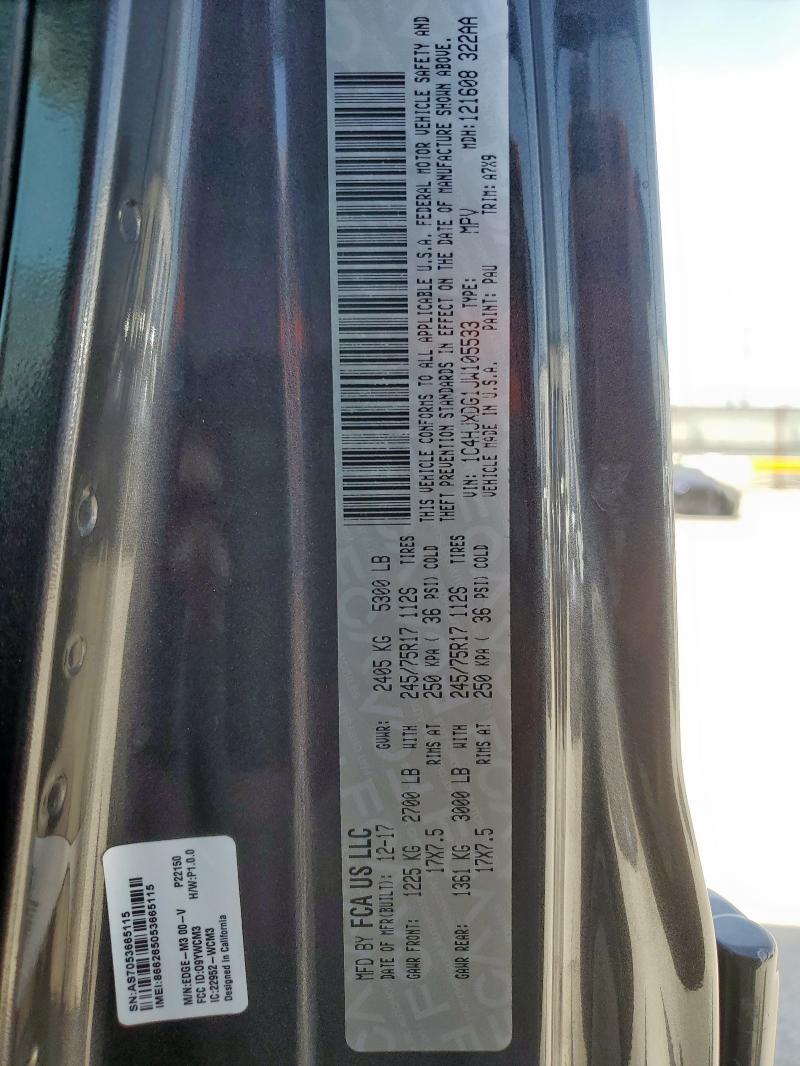 MFD BY FCA US LLC
DATE OF MFR(BUILT): 12-17 GVWR: 2405 KG 5300 LB
GAWR FRONT: 1225 KG 2700 LB WITH 245/75R17 112S TIRES
17X7.5 RIMS AT 250 KPA ( 36 PSI) COLD
GAWR REAR: 1361 KG 3000 LB WITH 245/75R17 112S TIRES
17X7.5 RIMS AT 250 KPA ( 36 PSI) COLD
THIS VEHICLE CONFORMS TO ALL APPLICABLE U.S.A. FEDERAL MOTOR VEHICLE SAFETY AND
THEFT PREVENTION STANDARDS IN EFFECT ON THE DATE OF MANUFACTURE SHOWN ABOVE.
VIN: 1C4HJXDG1JW105533 TYPE: MPV MDH:121608 322AA
VEHICLE MADE IN U.S.A. PAINT: PAU TRIM: A7X9
SN:AS7053665115
IMEI:866265053665115
M/N:EDGE-M3 00-V P22150
FCC ID:O9YWCM3 H/W:P1.0.0
IC:22952-WCM3
Designed in California